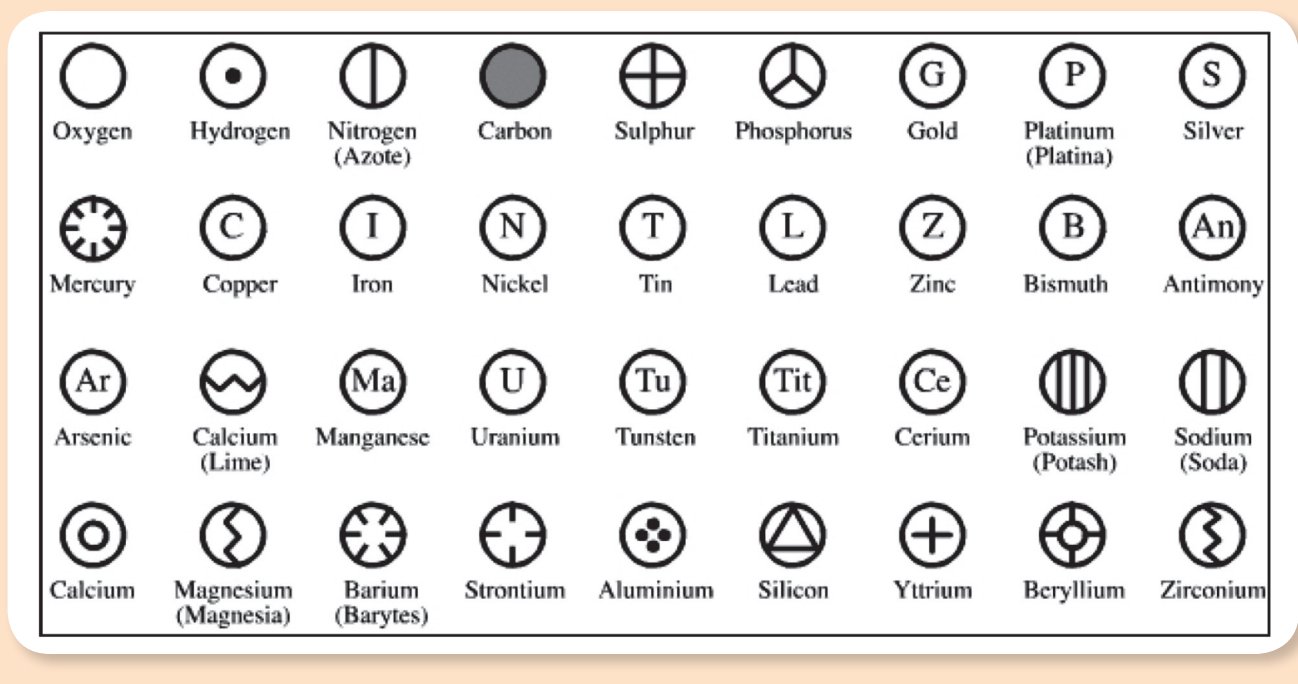 G P S
Oxygen Hydrogen Nitrogen Carbon Sulphur Phosphorus Gold Platinum Silver
(Azote) (Platina)
C I N T L Z B An
Mercury Copper Iron Nickel Tin Lead Zinc Bismuth Antimony
Ar Ma U Tu Tit Ce
Arsenic Calcium Manganese Uranium Tunsten Titanium Cerium Potassium Sodium
(Lime) (Potash) (Soda)
Calcium Magnesium Barium Strontium Aluminium Silicon Yttrium Beryllium Zirconium
(Magnesia) (Barytes)